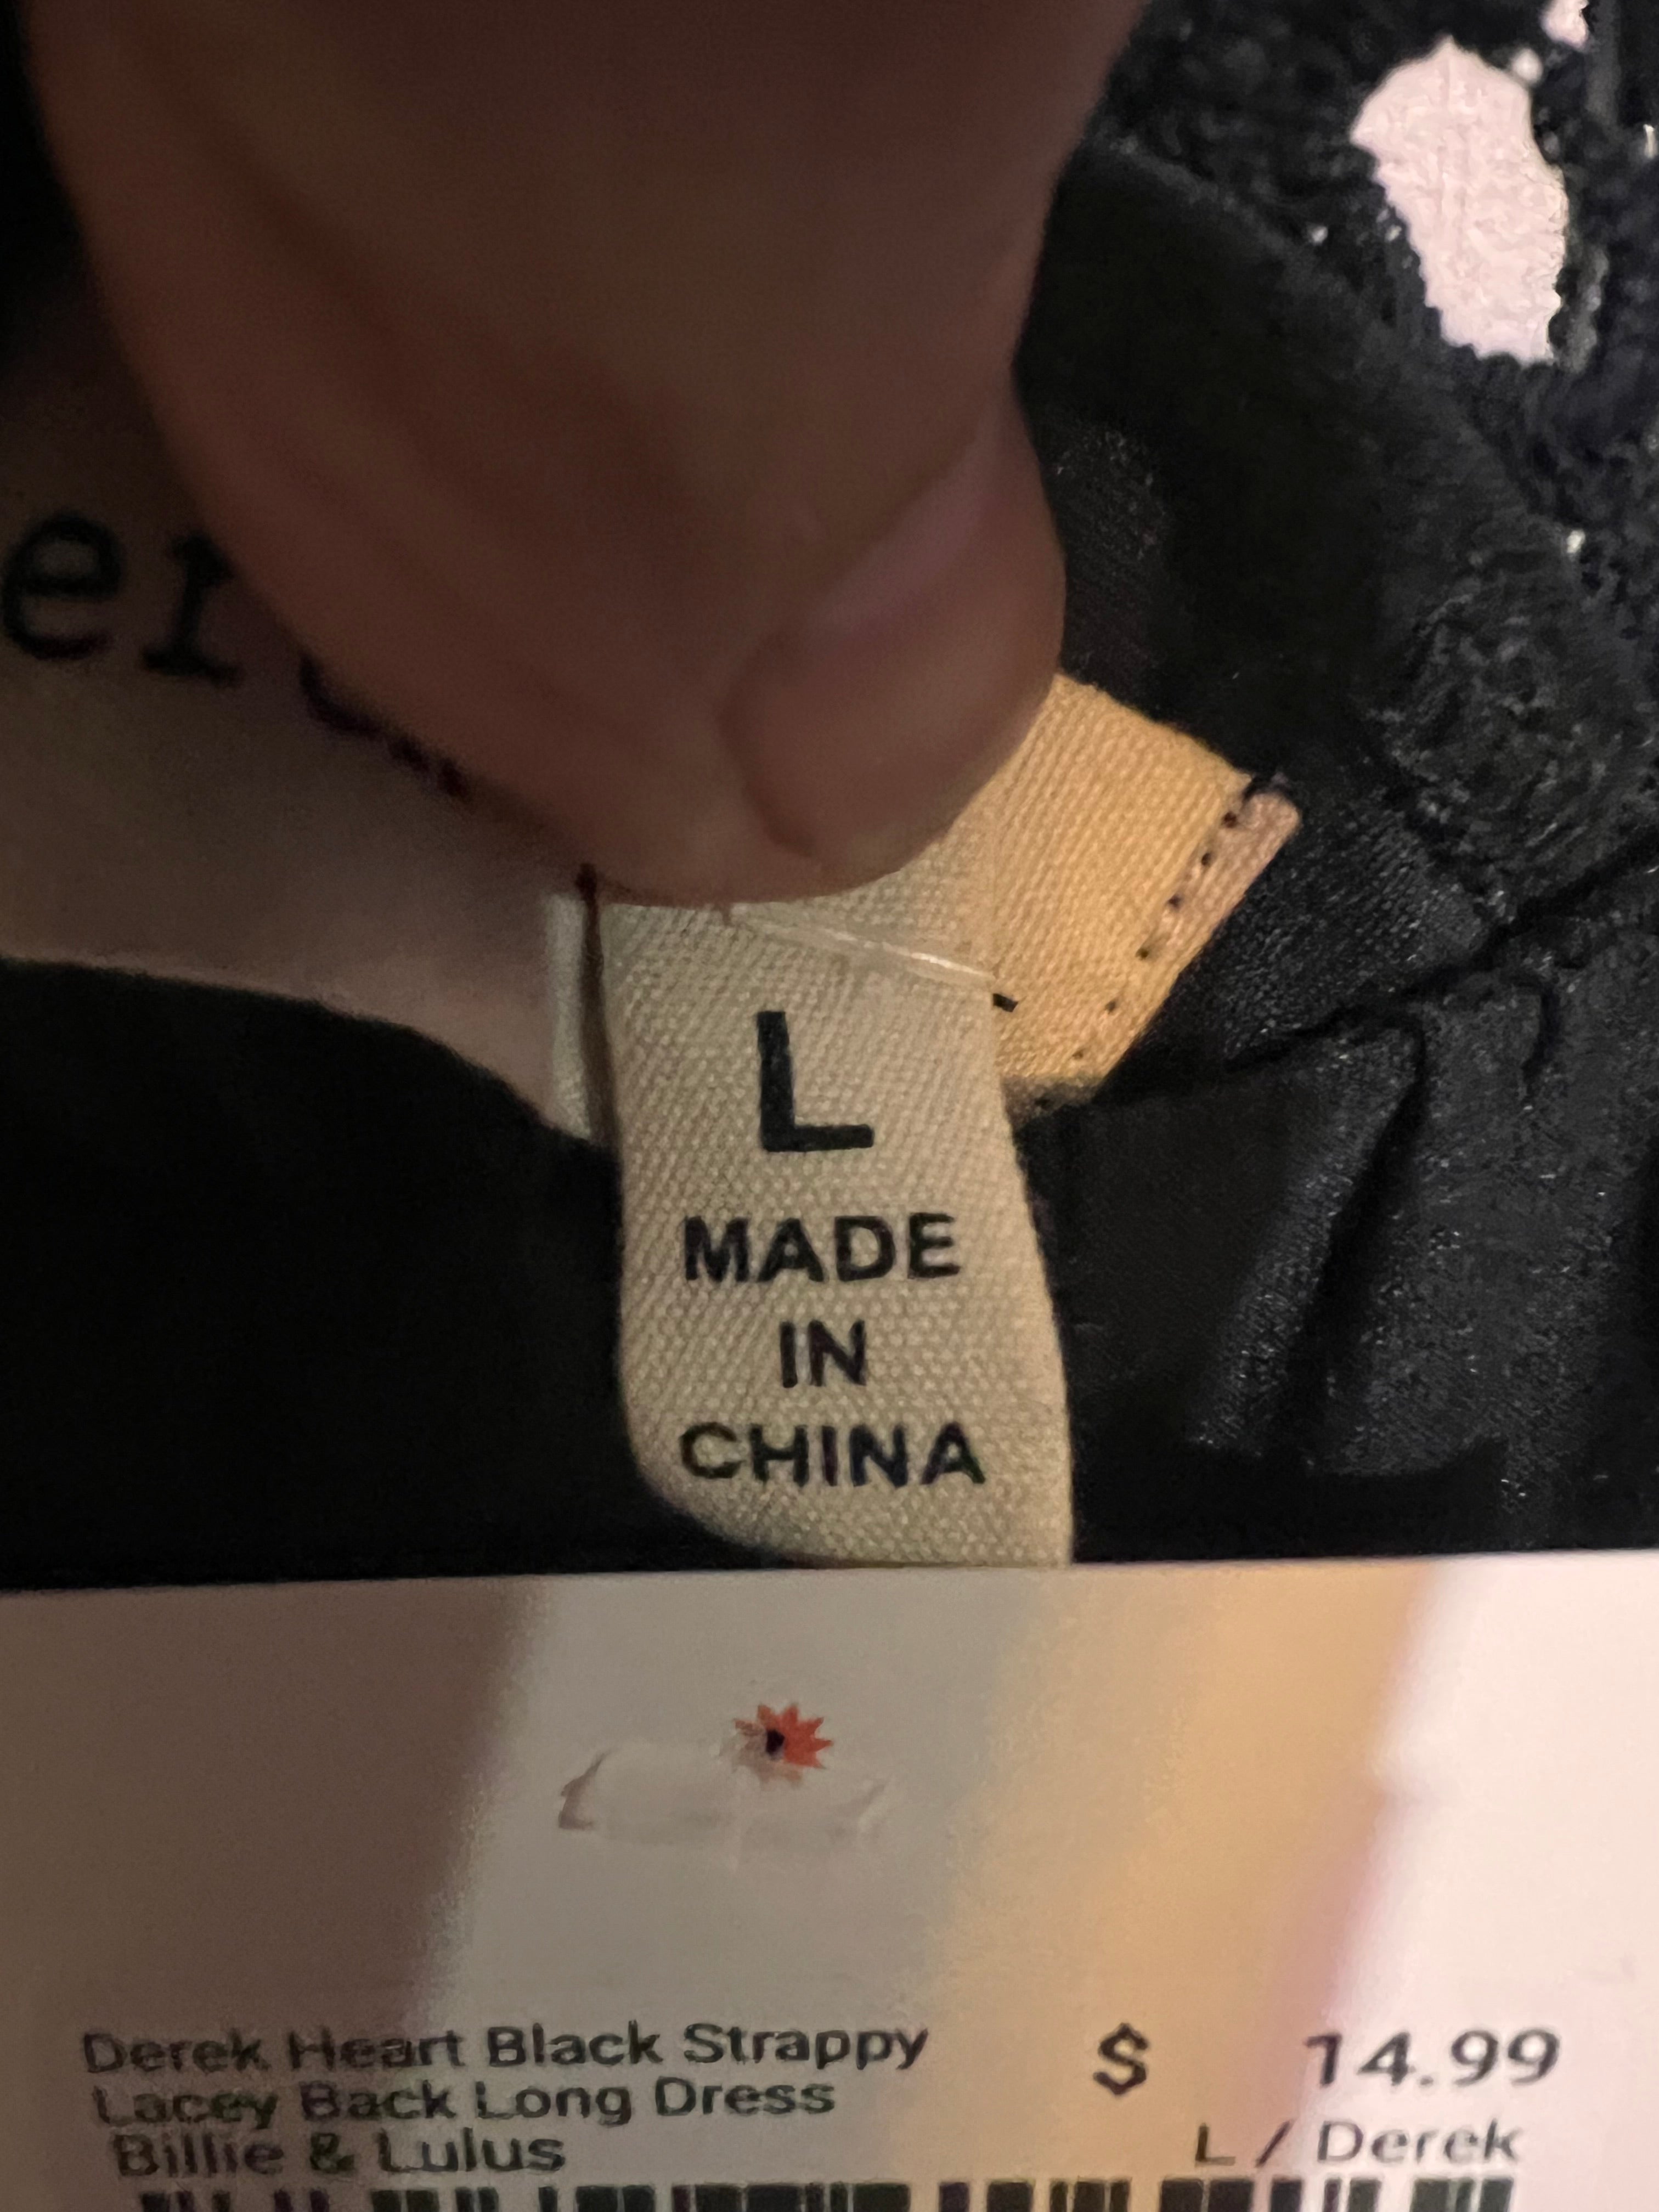 L
MADE
IN
CHINA
Derek Heart Black Strappy
Lacey Back Long Dress
Billie & Lulus
$ 14.99
L / Derek